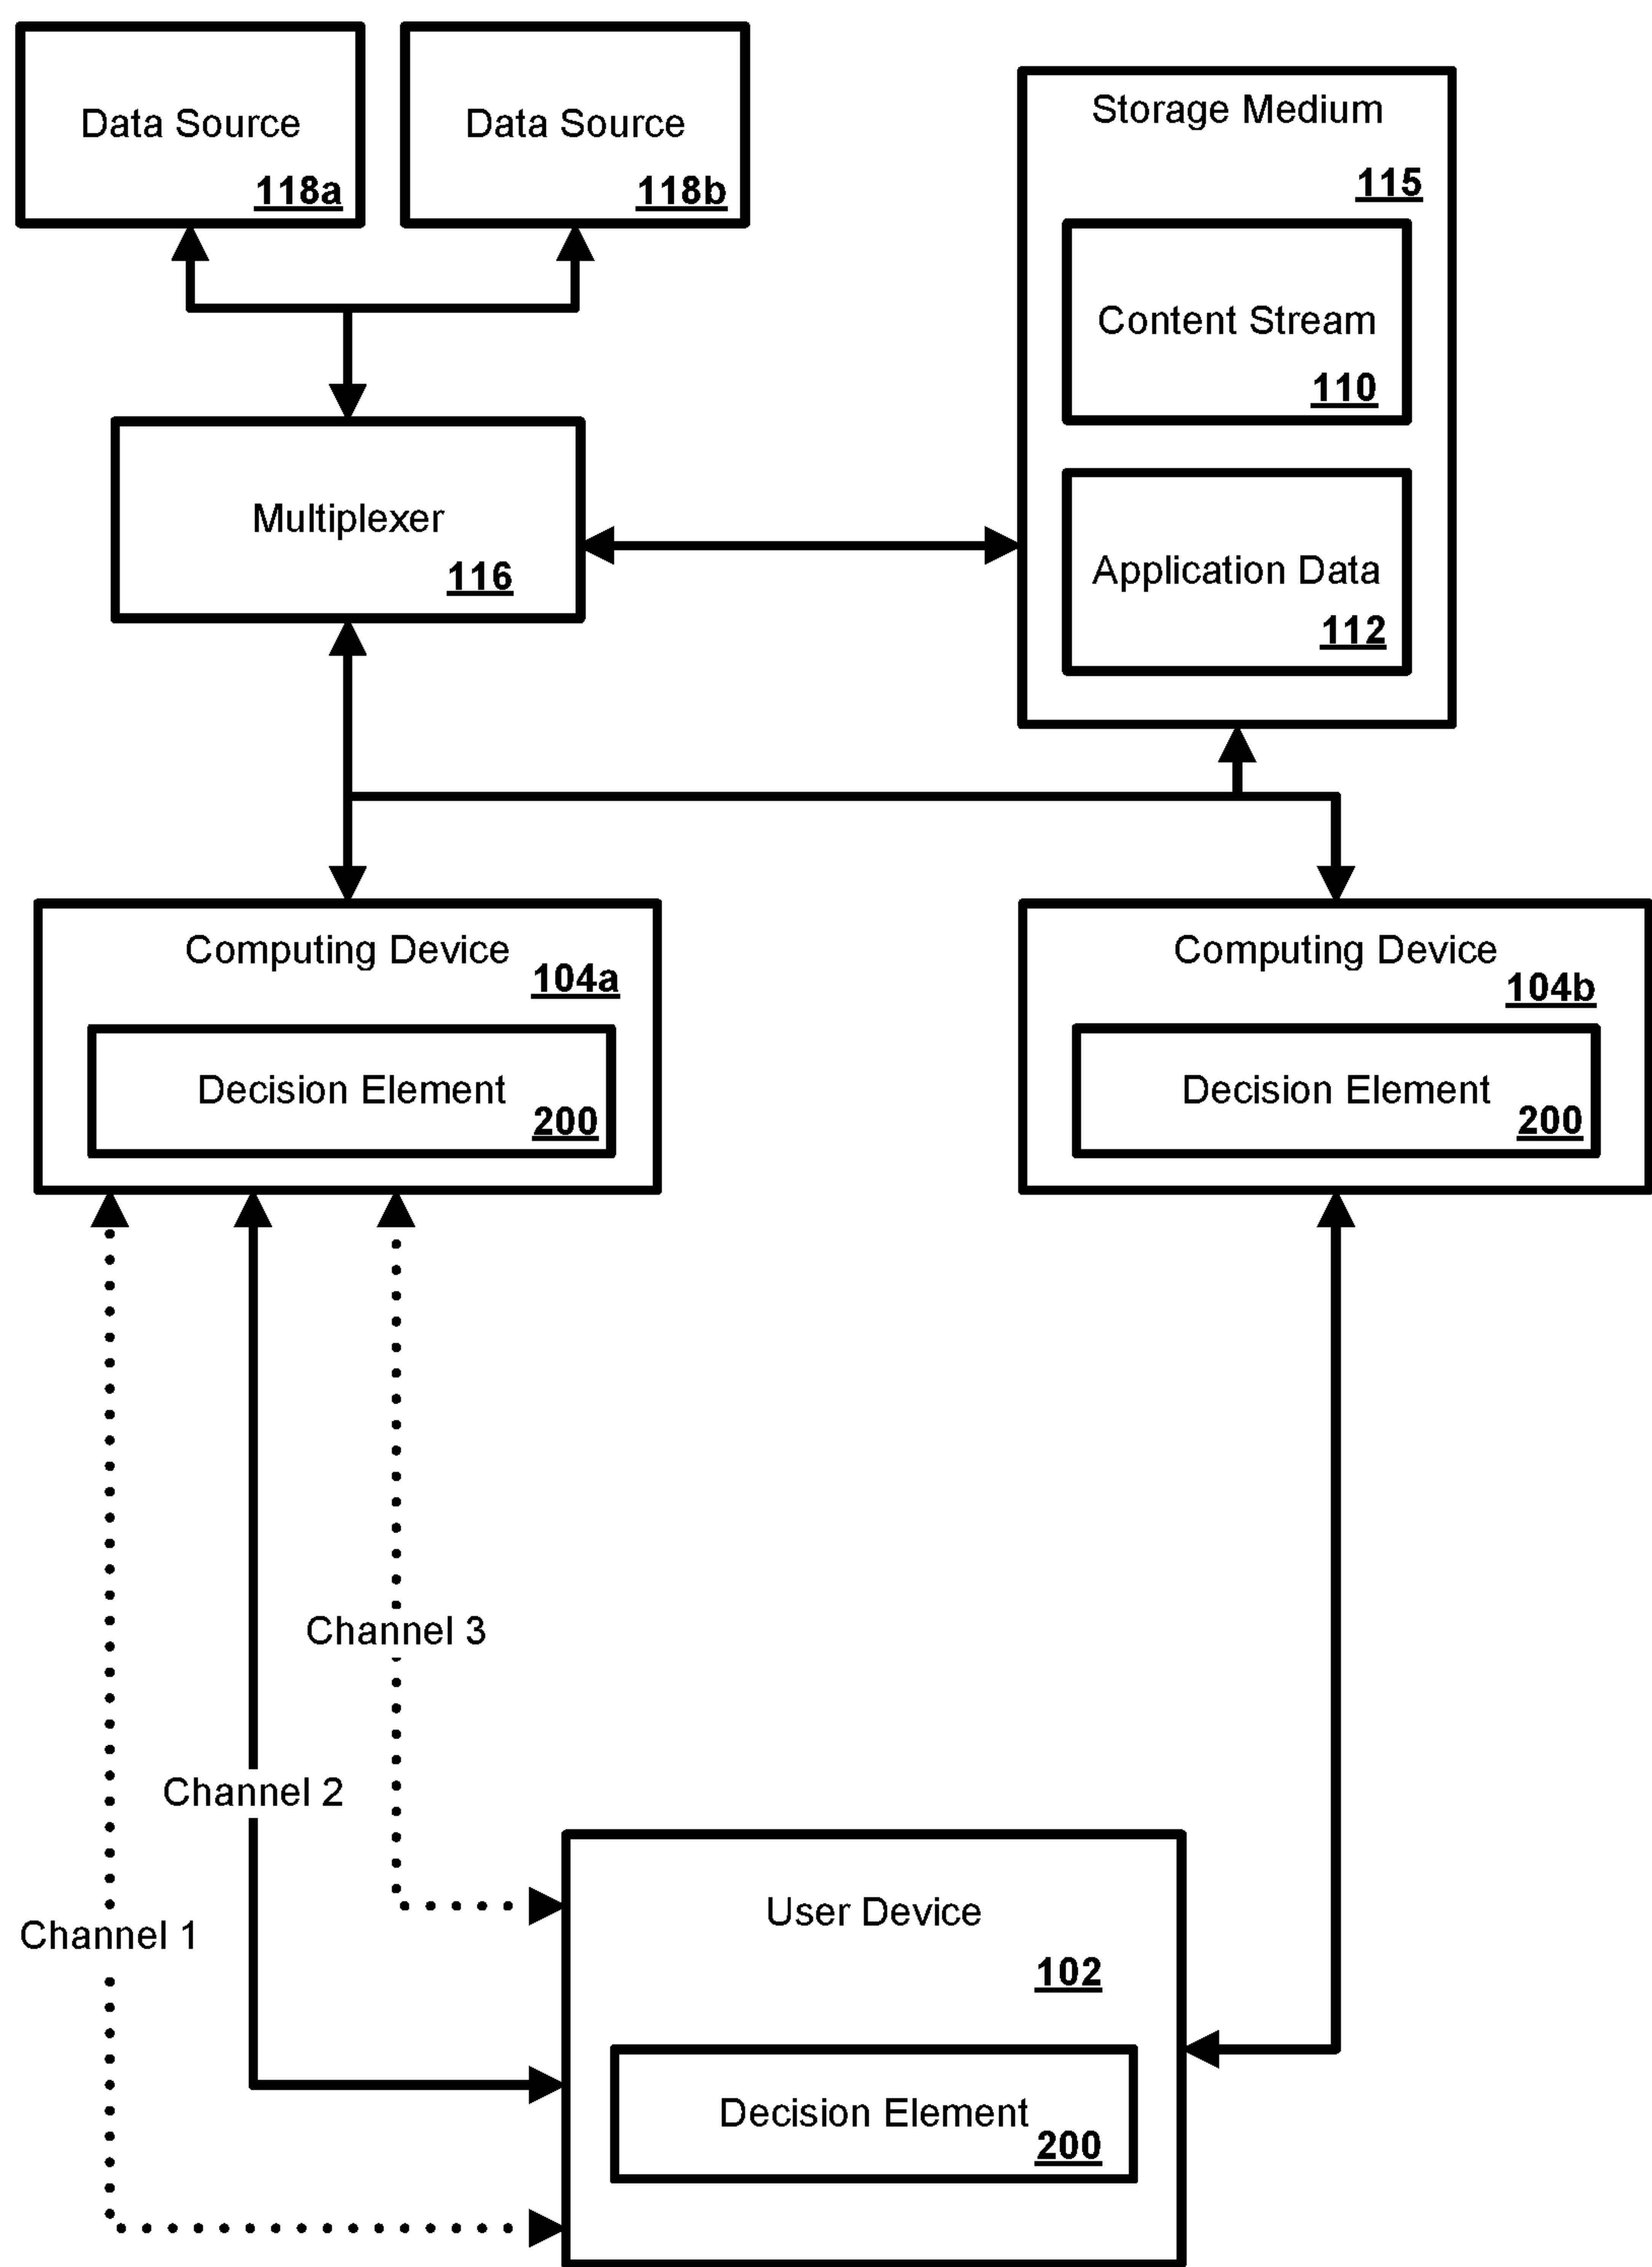 Data Source
118a
Data Source
118b
Storage Medium
115
Content Stream
110
Multiplexer
116
Application Data
112
Computing Device
104a
Decision Element
200
Computing Device
104b
Decision Element
200
Channel 3
Channel 2
Channel 1
User Device
102
Decision Element
200